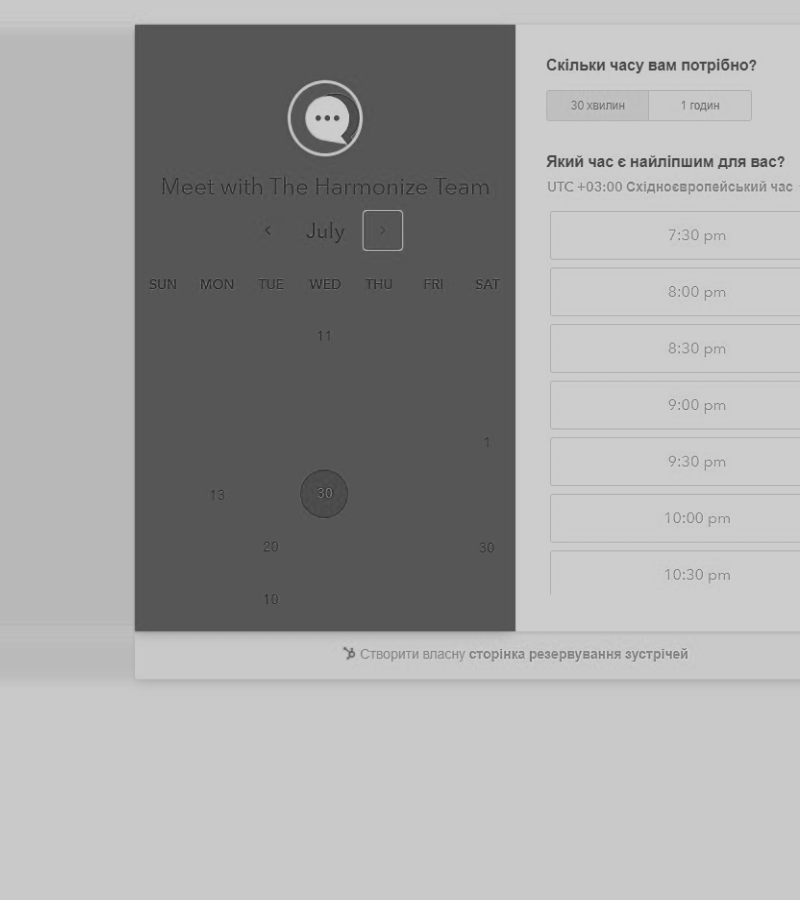 Meet with The Harmonize Team
July
SUN MON TUE WED THU FRI SAT
11
1
13 30
20 30
10
Скільки часу вам потрібно?
30 хвилин 1 годин
Який час є найліпшим для вас?
UTC +03:00 Східноєвропейський час
7:30 pm
8:00 pm
8:30 pm
9:00 pm
9:30 pm
10:00 pm
10:30 pm
Створити власну сторінка резервування зустрічей